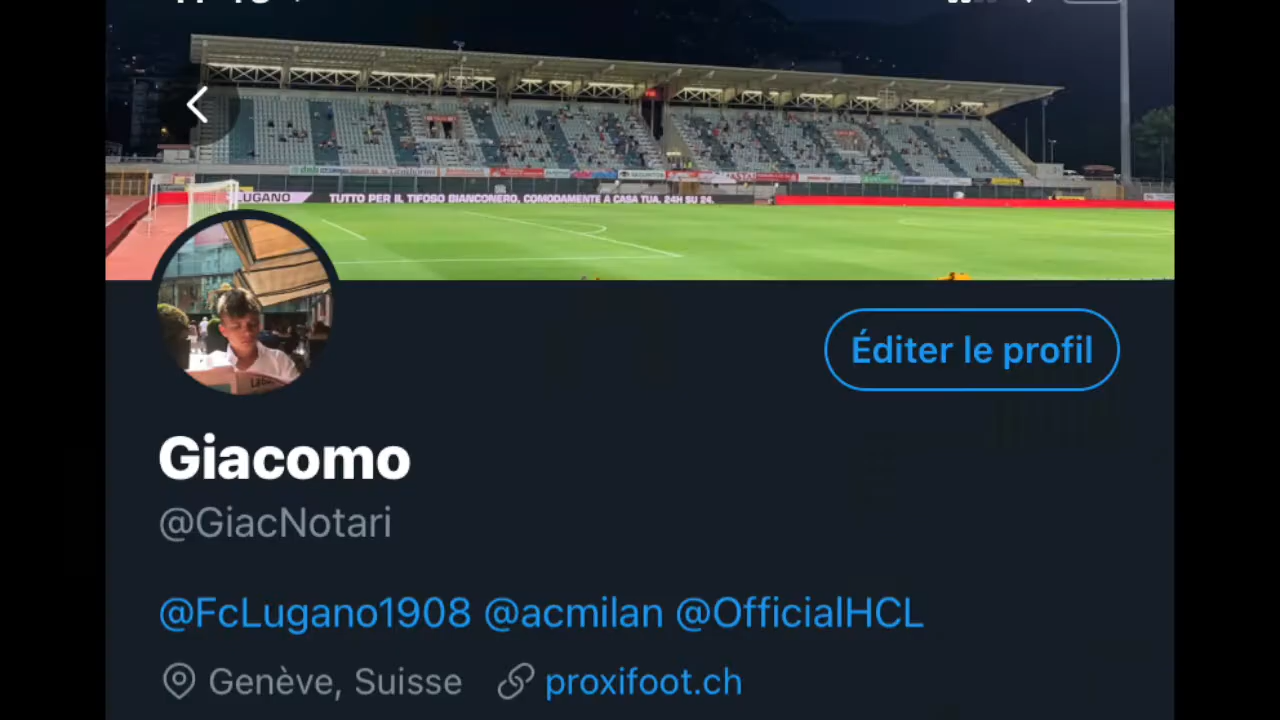 LUGANO TUTTO PER IL TIFOSO BIANCONERO, COMODAMENTE A CASA TUA, 24H SU 24.
Éditer le profil
Giacomo
@GiacNotari
@FcLugano1908 @acmilan @OfficialHCL
Genève, Suisse proxifoot.ch